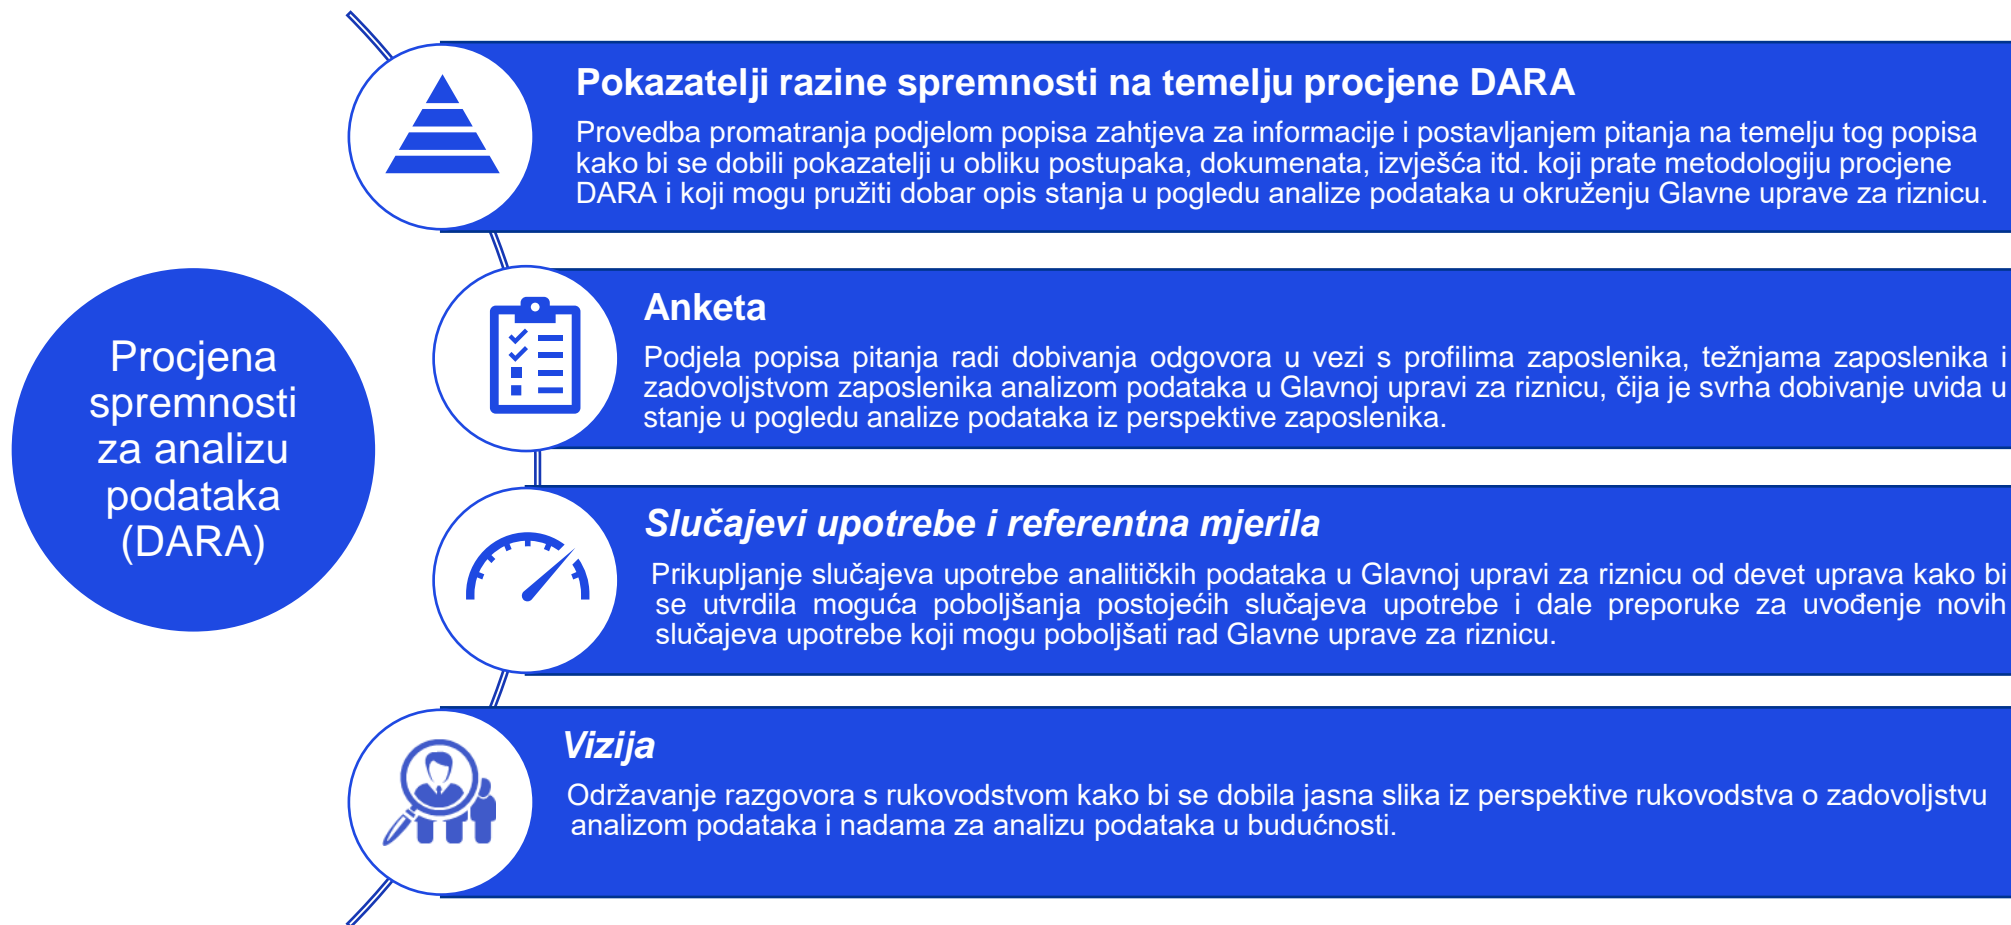 Procjena
spremnosti
za analizu
podataka
(DARA)
Pokazatelji razine spremnosti na temelju procjene DARA
Provedba promatranja podjelom popisa zahtjeva za informacije i postavljanjem pitanja na temelju tog popisa
kako bi se dobili pokazatelji u obliku postupaka, dokumenata, izvješća itd. koji prate metodologiju procjene
DARA i koji mogu pružiti dobar opis stanja u pogledu analize podataka u okruženju Glavne uprave za riznicu.
Anketa
Podjela popisa pitanja radi dobivanja odgovora u vezi s profilima zaposlenika, težnjama zaposlenika i
zadovoljstvom zaposlenika analizom podataka u Glavnoj upravi za riznicu, čija je svrha dobivanje uvida u
stanje u pogledu analize podataka iz perspektive zaposlenika.
Slučajevi upotrebe i referentna mjerila
Prikupljanje slučajeva upotrebe analitičkih podataka u Glavnoj upravi za riznicu od devet uprava kako bi
se utvrdila moguća poboljšanja postojećih slučajeva upotrebe i dale preporuke za uvođenje novih
slučajeva upotrebe koji mogu poboljšati rad Glavne uprave za riznicu.
Vizija
Održavanje razgovora s rukovodstvom kako bi se dobila jasna slika iz perspektive rukovodstva o zadovoljstvu
analizom podataka i nadama za analizu podataka u budućnosti.